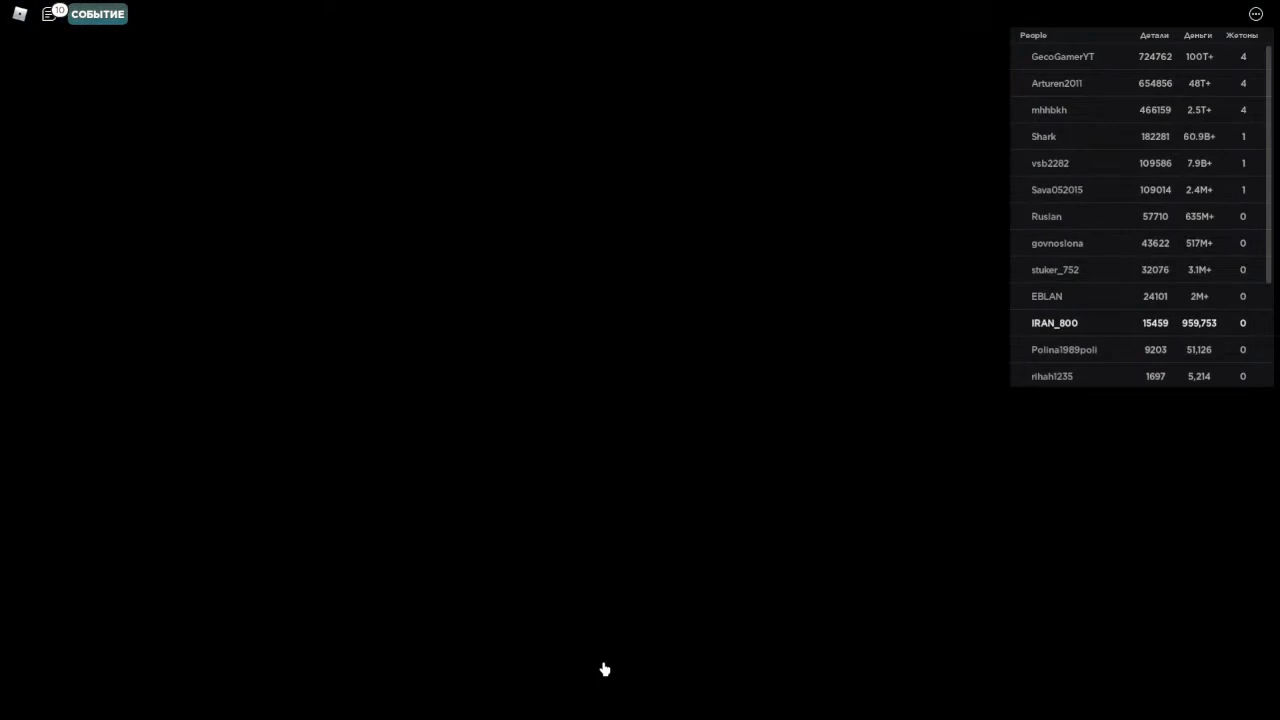 10
СОБЫТИЕ
People Детали Деньги Жетоны
GecoGamerYT 724762 100T+ 4
Arturen2011 654856 48T+ 4
mhhbkh 466159 2.5T+ 4
Shark 182281 60.9B+ 1
vsb2282 109586 7.9B+ 1
Sava052015 109014 2.4M+ 1
Ruslan 57710 635M+ 0
govnoslona 43622 517M+ 0
stuker_752 32076 3.1M+ 0
EBLAN 24101 2M+ 0
IRAN_800 15459 959,753 0
Polina1989poli 9203 51,126 0
rihah1235 1697 5,214 0